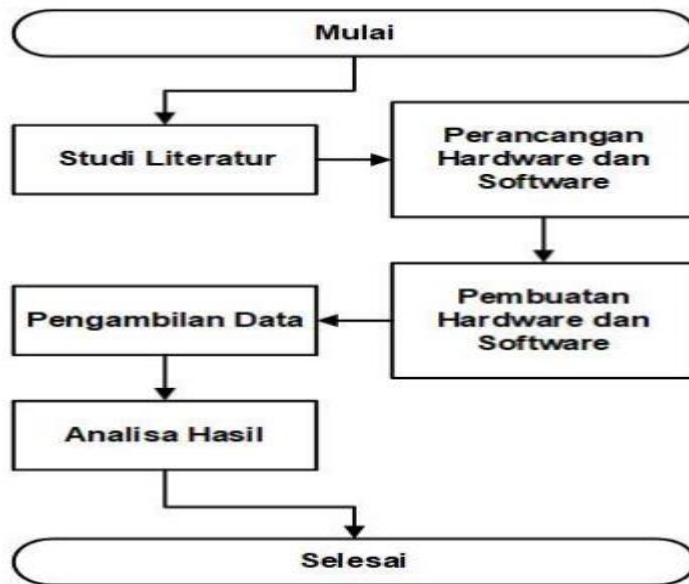 Mulai
Studi Literatur
Perancangan
Hardware dan
Software
Pembuatan
Hardware dan
Software
Pengambilan Data
Analisa Hasil
Selesai